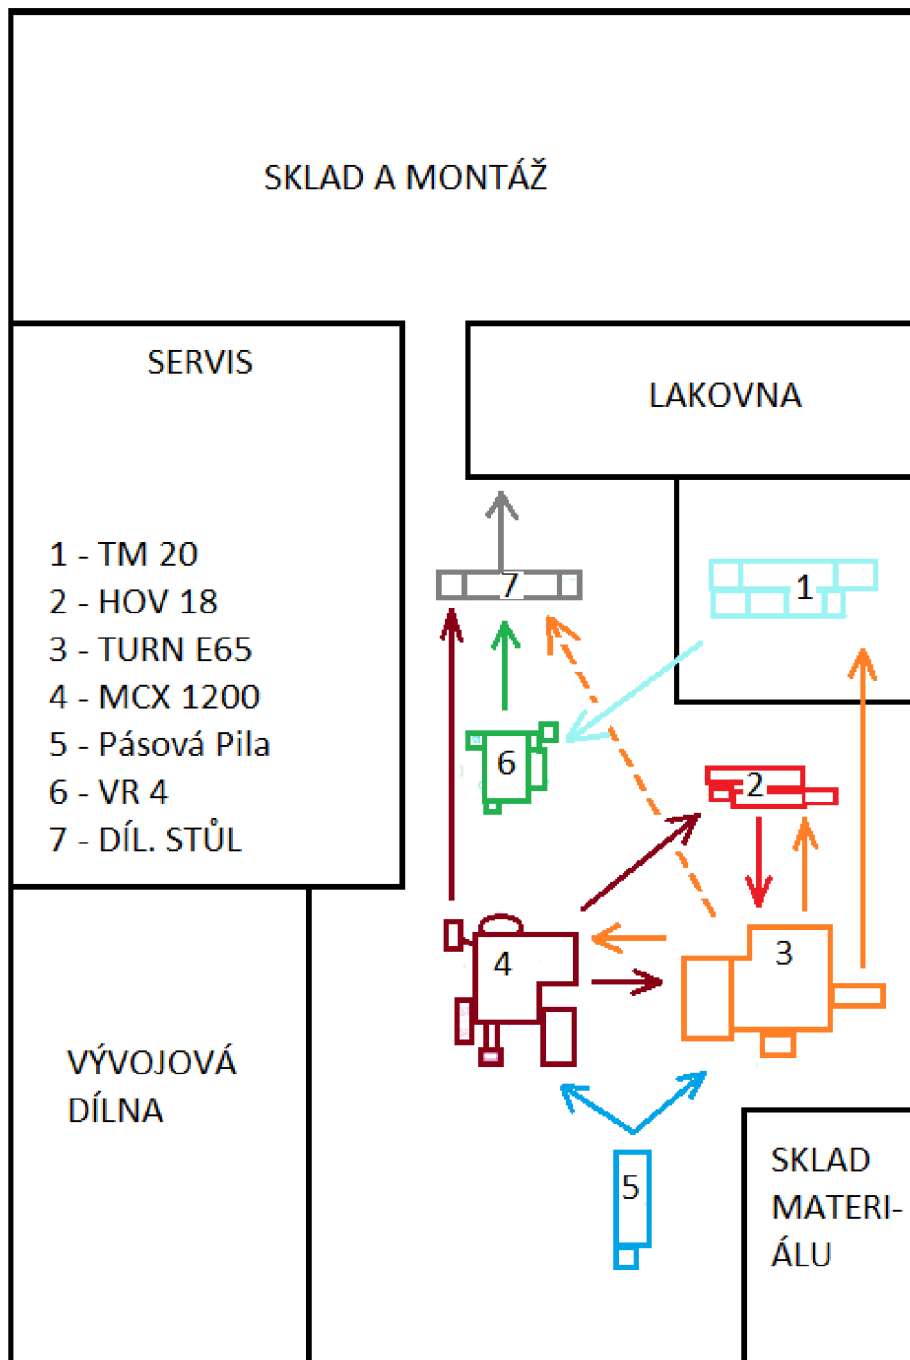 SKLAD A MONTÁŽ
SERVIS
LAKOVNA
1 - TM 20
2 - HOV 18
3 - TURN E65
4 - MCX 1200
5 - Pásová Pila
6 - VR 4
7 - DÍL. STŮL
7
1
6
2
4
3
VÝVOJOVÁ
DÍLNA
5
SKLAD
MATERI-
ÁLU